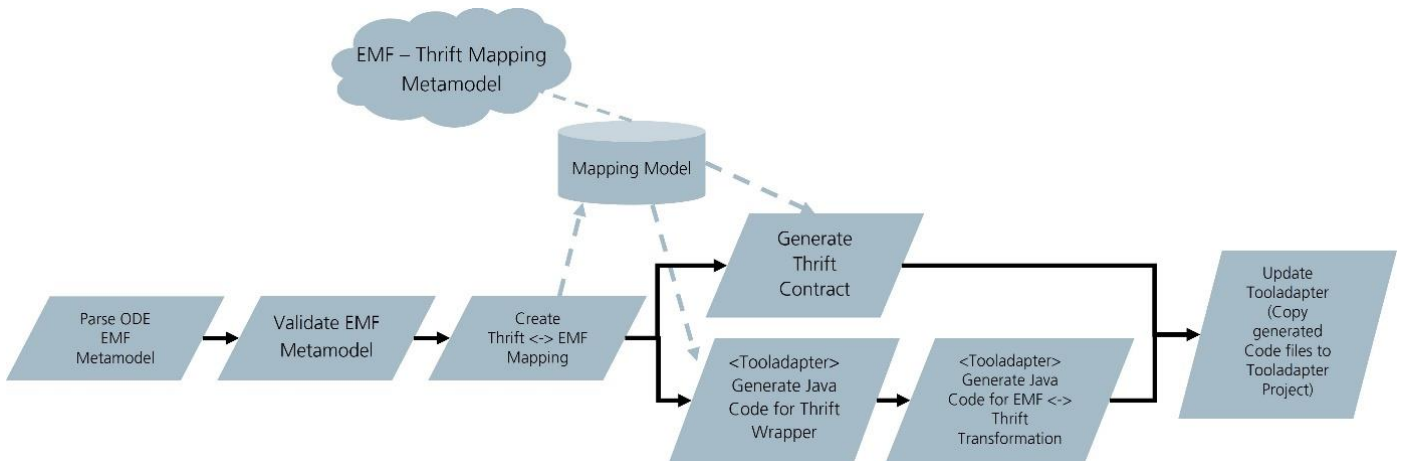 EMF – Thrift Mapping
Metamodel
Mapping Model
Generate
Thrift
Contract
Parse ODE
EMF
Metamodel
Validate EMF
Metamodel
Create
Thrift <-> EMF
Mapping
<Tooladapter>
Generate Java
Code for Thrift
Wrapper
<Tooladapter>
Generate Java
Code for EMF <->
Thrift
Transformation
Update
Tooladapter
(Copy
generated
Code files to
Tooladapter
Project)